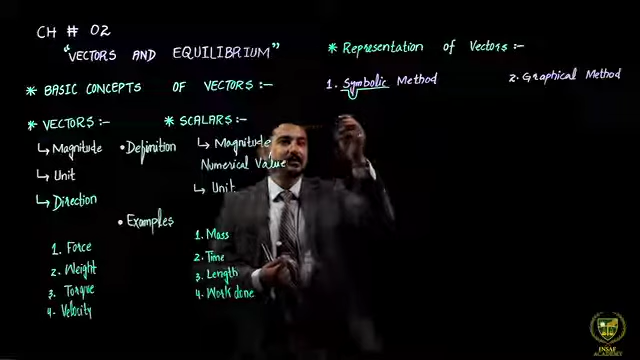 CH # 02
"VECTORS AND EQUILIBRIUM"
* BASIC CONCEPTS OF VECTORS :-
* VECTORS :-
↳ Magnitude
↳ Unit
↳ Direction
• Definition
• Examples
1. Force
2. Weight
3. Torque
4. Velocity
* SCALARS :-
↳ Magnitude
Numerical Value
↳ Unit
1. Mass
2. Time
3. Length
4. Work done
* Representation of Vectors :-
1. Symbolic Method
2. Graphical Method
INSAF
ACADEMY